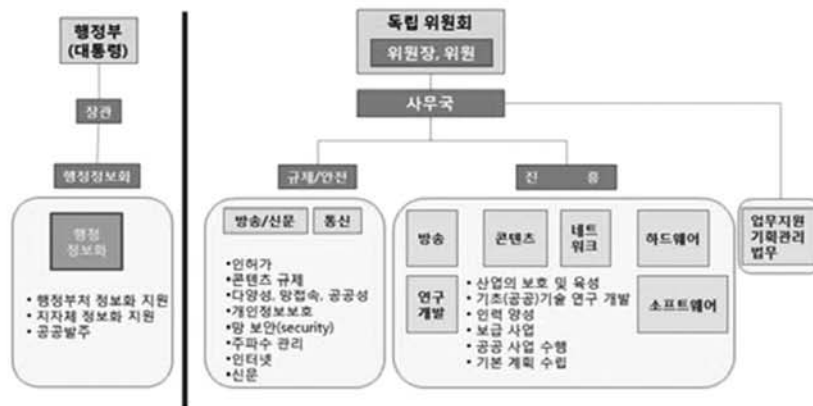 행정부
(대통령)
장관
행정정보화
행정
정보화
•행정부처 정보화 지원
•지자체 정보화 지원
•공공발주
독립 위원회
위원장, 위원
사무국
규제/안전
방송/신문
통신
•인허가
•콘텐츠 규제
•다양성, 망접속, 공공성
•개인정보보호
•망 보안(security)
•주파수 관리
•인터넷
•신문
진 흥
방송
콘텐츠
네트
워크
하드웨어
연구
개발
소프트웨어
•산업의 보호 및 육성
•기초(공공)기술 연구 개발
•인력 양성
•보급 사업
•공공 사업 수행
•기본 계획 수립
업무지원
기획관리
법무